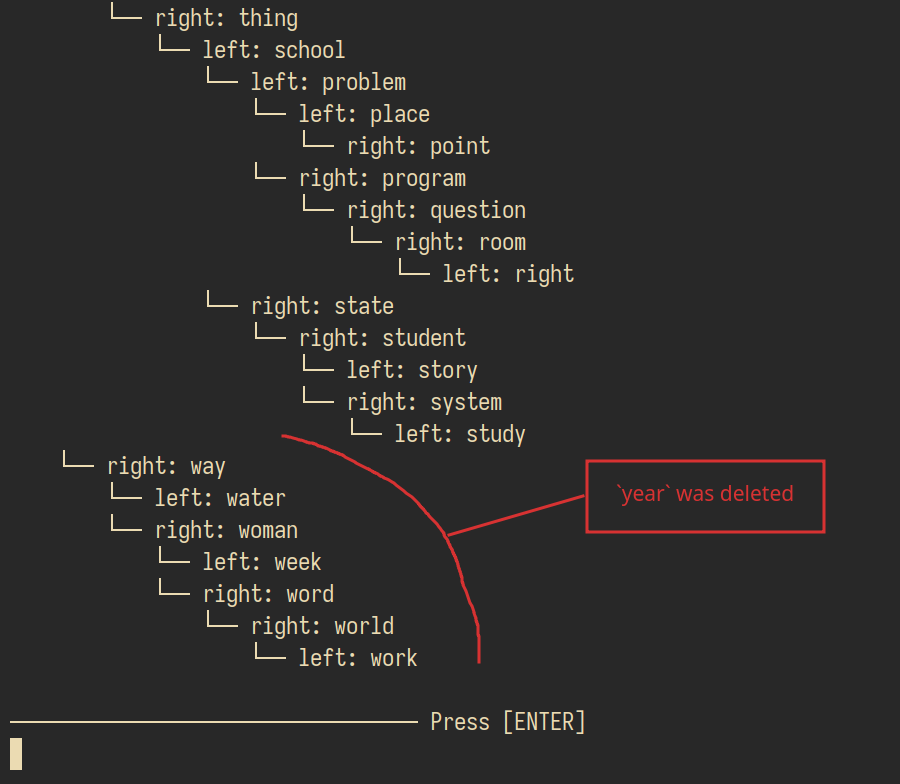 └── right: thing
└── left: school
└── left: problem
└── left: place
└── right: point
└── right: program
└── right: question
└── right: room
└── left: right
└── right: state
└── right: student
└── left: story
└── right: system
└── left: study
└── right: way
└── left: water
└── right: woman
└── left: week
└── right: word
└── right: world
└── left: work
`year` was deleted
Press [ENTER]